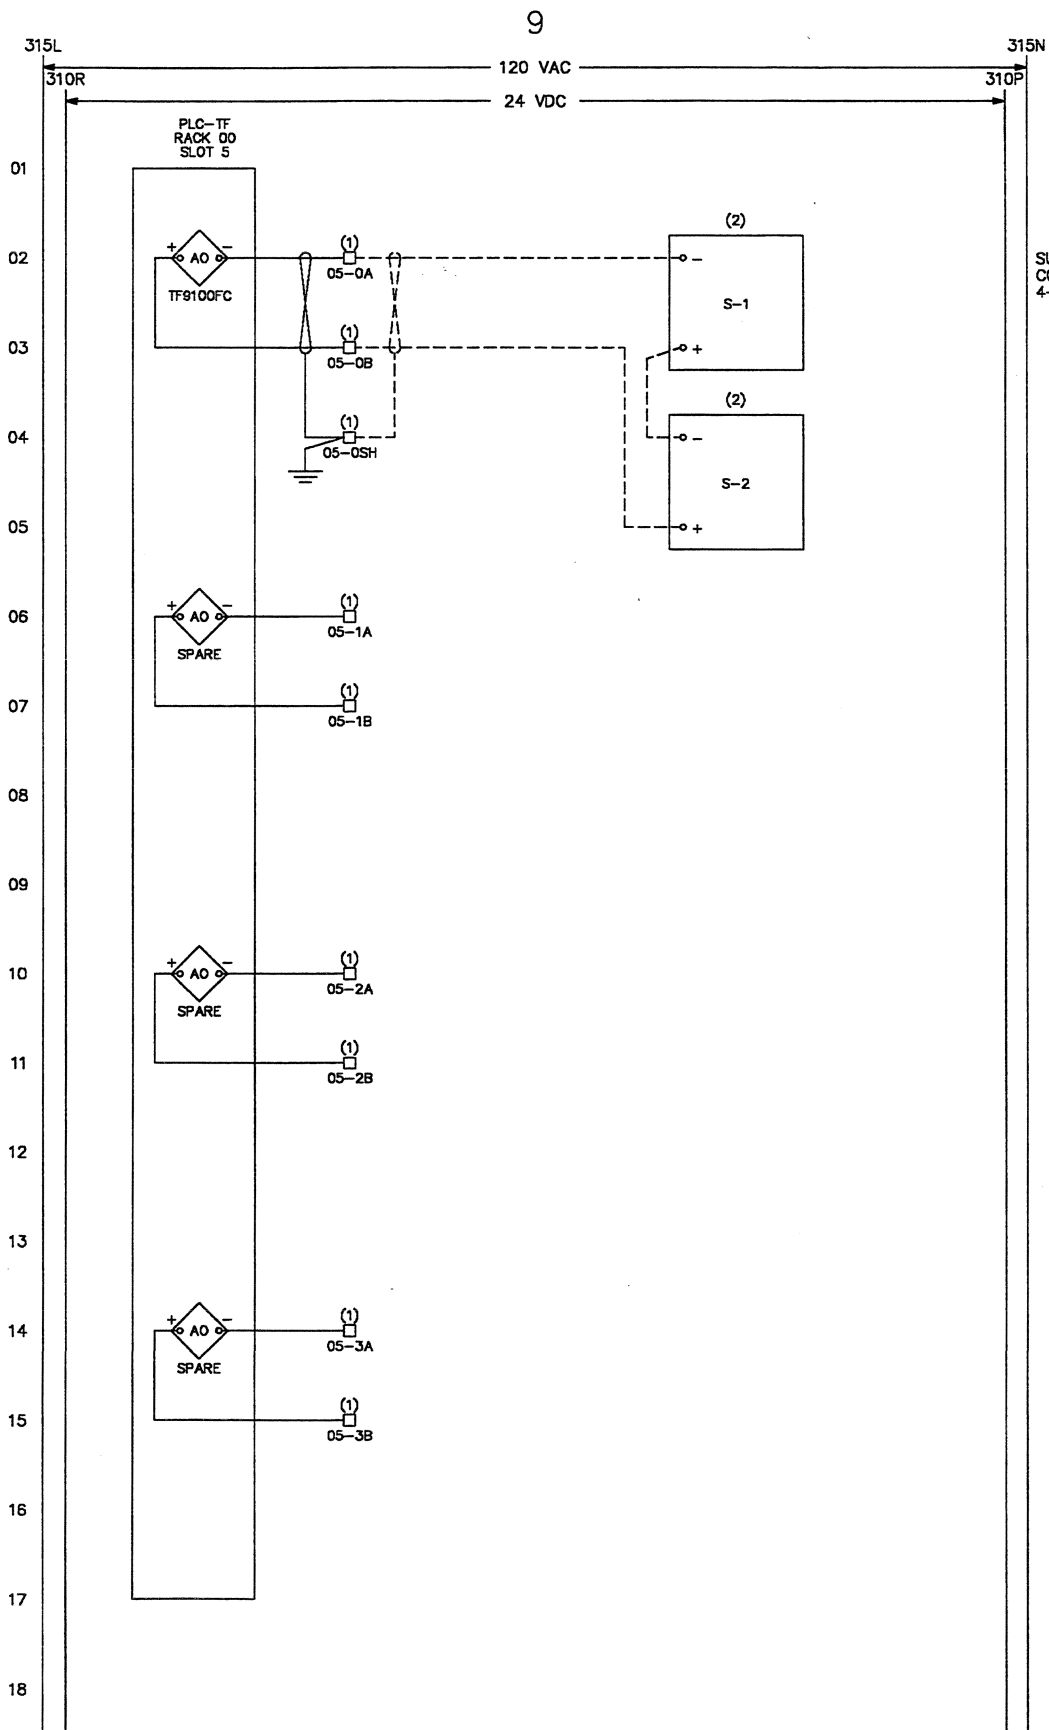 9
315L
315N
120 VAC
310R
310P
24 VDC
PLC-TF
RACK 00
SLOT 5
01
(2)
02
+ AO -
(1)
05-0A
-
TF9100FC
S-1
03
(1)
05-0B
+
(2)
04
(1)
05-0SH
-
S-2
05
+
06
+ AO -
(1)
05-1A
SPARE
07
(1)
05-1B
08
09
10
+ AO -
(1)
05-2A
SPARE
11
(1)
05-2B
12
13
14
+ AO -
(1)
05-3A
SPARE
15
(1)
05-3B
16
17
18